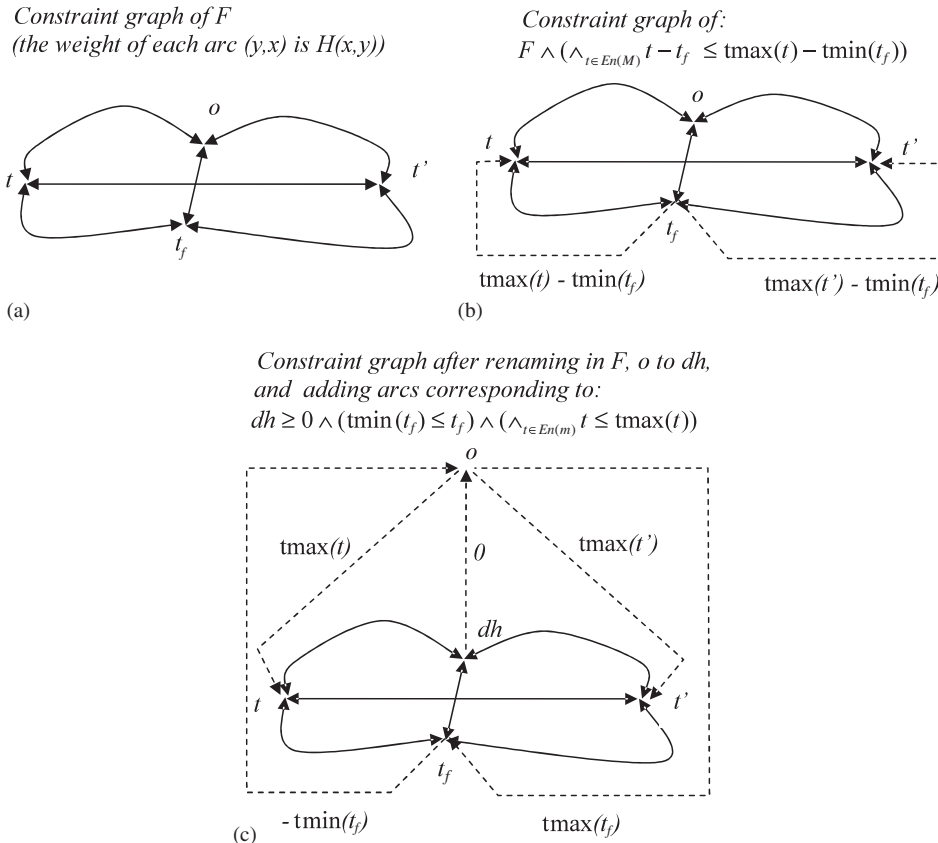 Constraint graph of F
(the weight of each arc (y,x) is H(x,y))
o
t
t’
t_f
(a)
Constraint graph of:
F ∧ (∧_{t∈En(M)} t − t_f ≤ tmax(t) − tmin(t_f))
o
t
t’
t_f
tmax(t) - tmin(t_f)
tmax(t’) - tmin(t_f)
(b)
Constraint graph after renaming in F, o to dh,
and adding arcs corresponding to:
dh ≥ 0 ∧ (tmin(t_f) ≤ t_f) ∧ (∧_{t∈En(m)} t ≤ tmax(t))
o
tmax(t)
0
tmax(t’)
dh
t
t’
t_f
- tmin(t_f)
tmax(t_f)
(c)